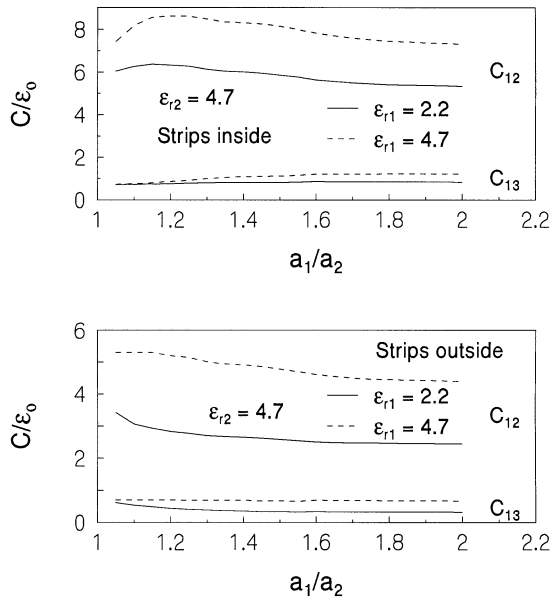 8
6
4
2
0
C/εₒ
C₁₂
εᵣ₂ = 4.7
Strips inside
εᵣ₁ = 2.2
εᵣ₁ = 4.7
C₁₃
1 1.2 1.4 1.6 1.8 2 2.2
a₁/a₂
6
4
2
0
C/εₒ
Strips outside
εᵣ₂ = 4.7
εᵣ₁ = 2.2
εᵣ₁ = 4.7
C₁₂
C₁₃
1 1.2 1.4 1.6 1.8 2 2.2
a₁/a₂